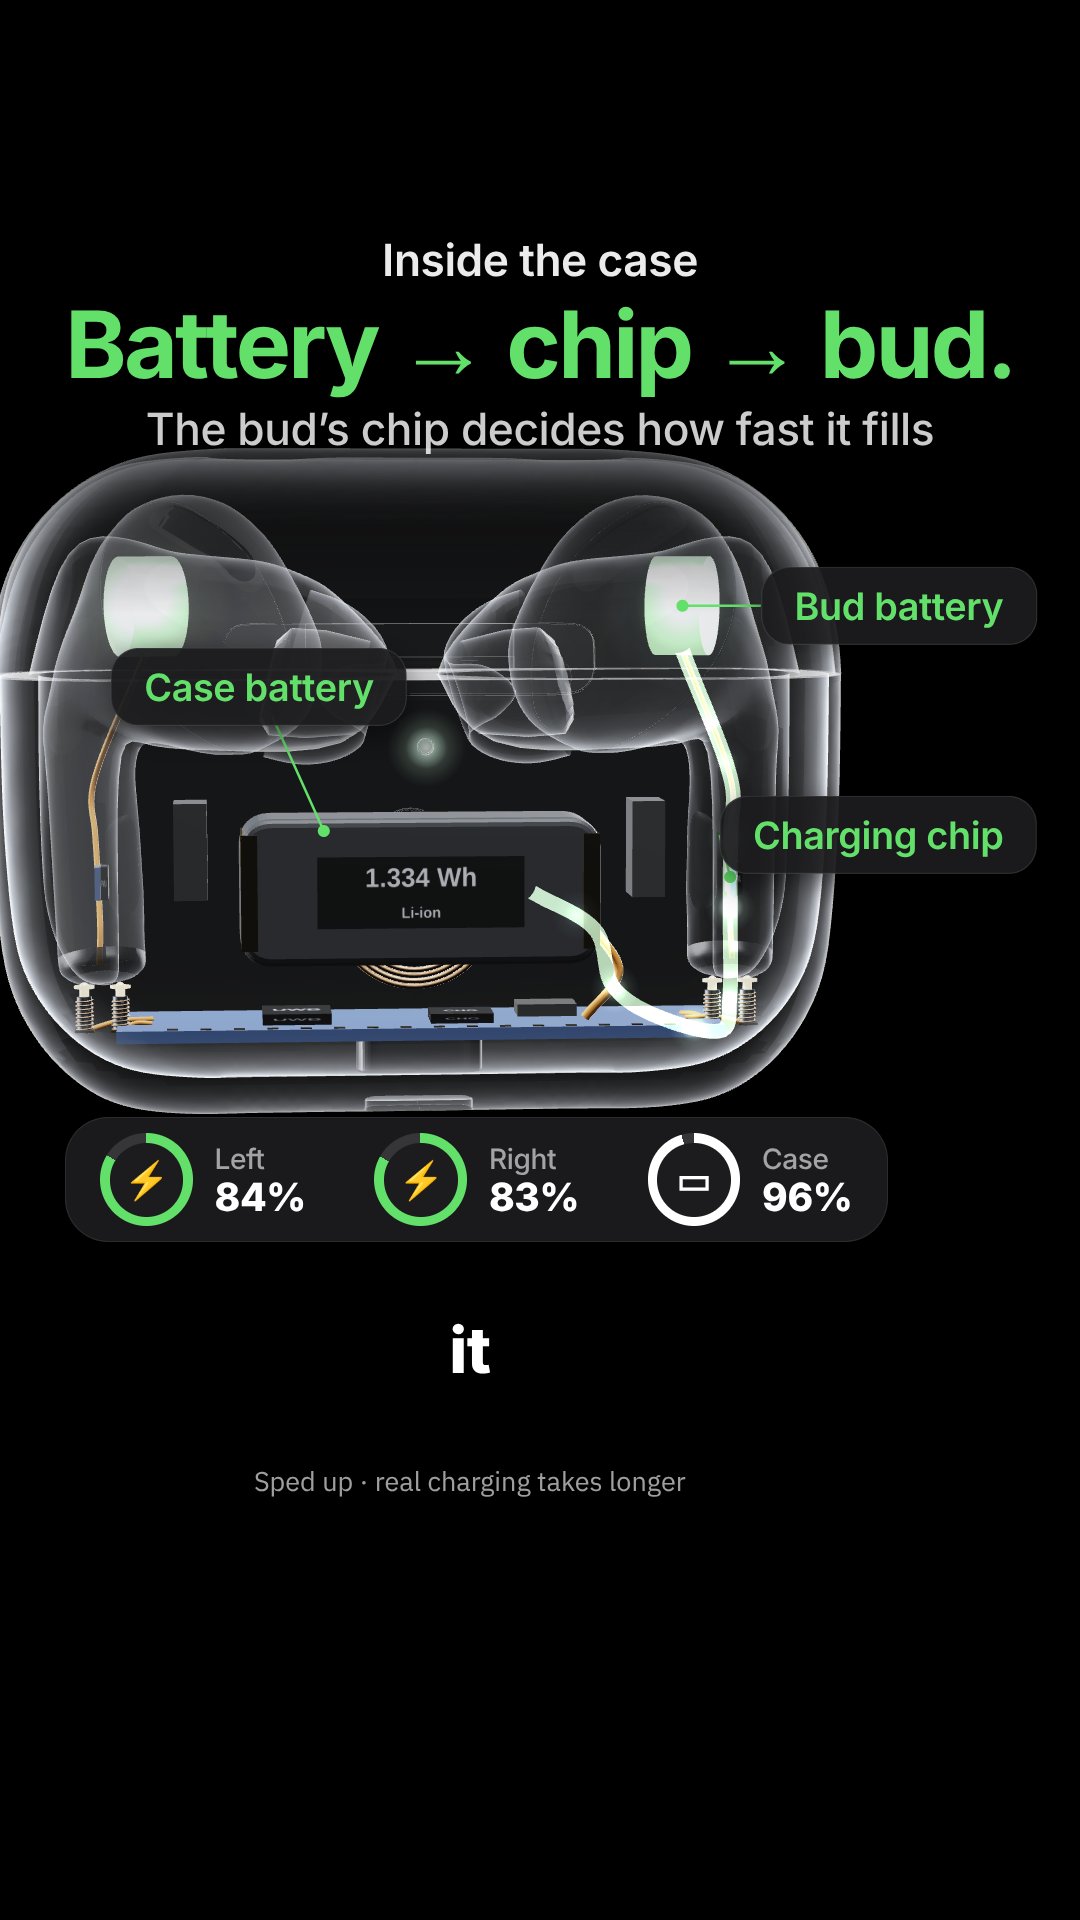 Inside the case
Battery → chip → bud.
The bud’s chip decides how fast it fills
Bud battery
Case battery
Charging chip
1.334 Wh
Li-ion
UWB
CHG
Left
84%
Right
83%
Case
96%
it
Sped up · real charging takes longer